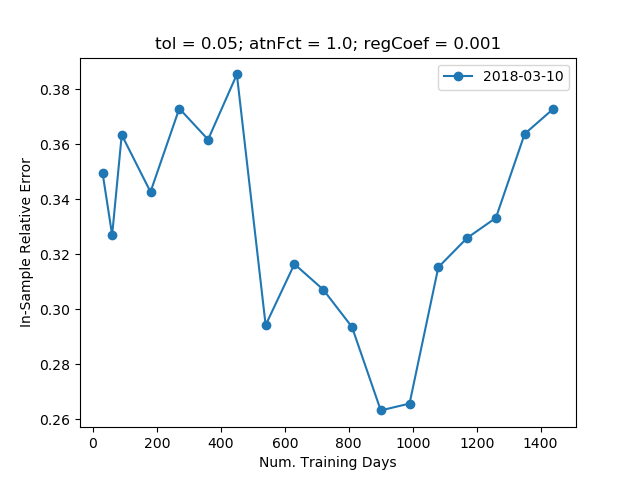 tol = 0.05; atnFct = 1.0; regCoef = 0.001
2018-03-10
In-Sample Relative Error
0.38
0.36
0.34
0.32
0.30
0.28
0.26
0 200 400 600 800 1000 1200 1400
Num. Training Days